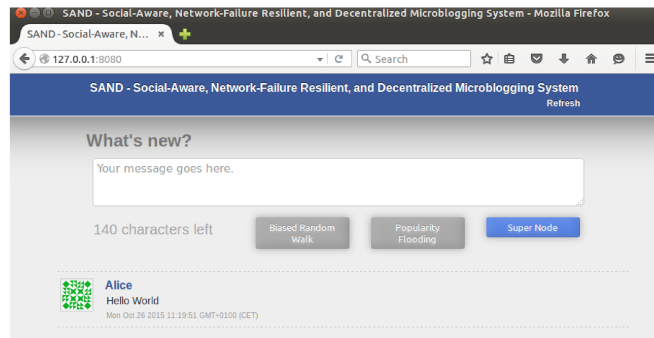 SAND - Social-Aware, Network-Failure Resilient, and Decentralized Microblogging System - Mozilla Firefox
SAND - Social-Aware, N...
127.0.0.1:8080
Search
SAND - Social-Aware, Network-Failure Resilient, and Decentralized Microblogging System
Refresh
What's new?
Your message goes here.
140 characters left
Biased Random
Walk
Popularity
Flooding
Super Node
Alice
Hello World
Mon Oct 26 2015 11:19:51 GMT+0100 (CET)